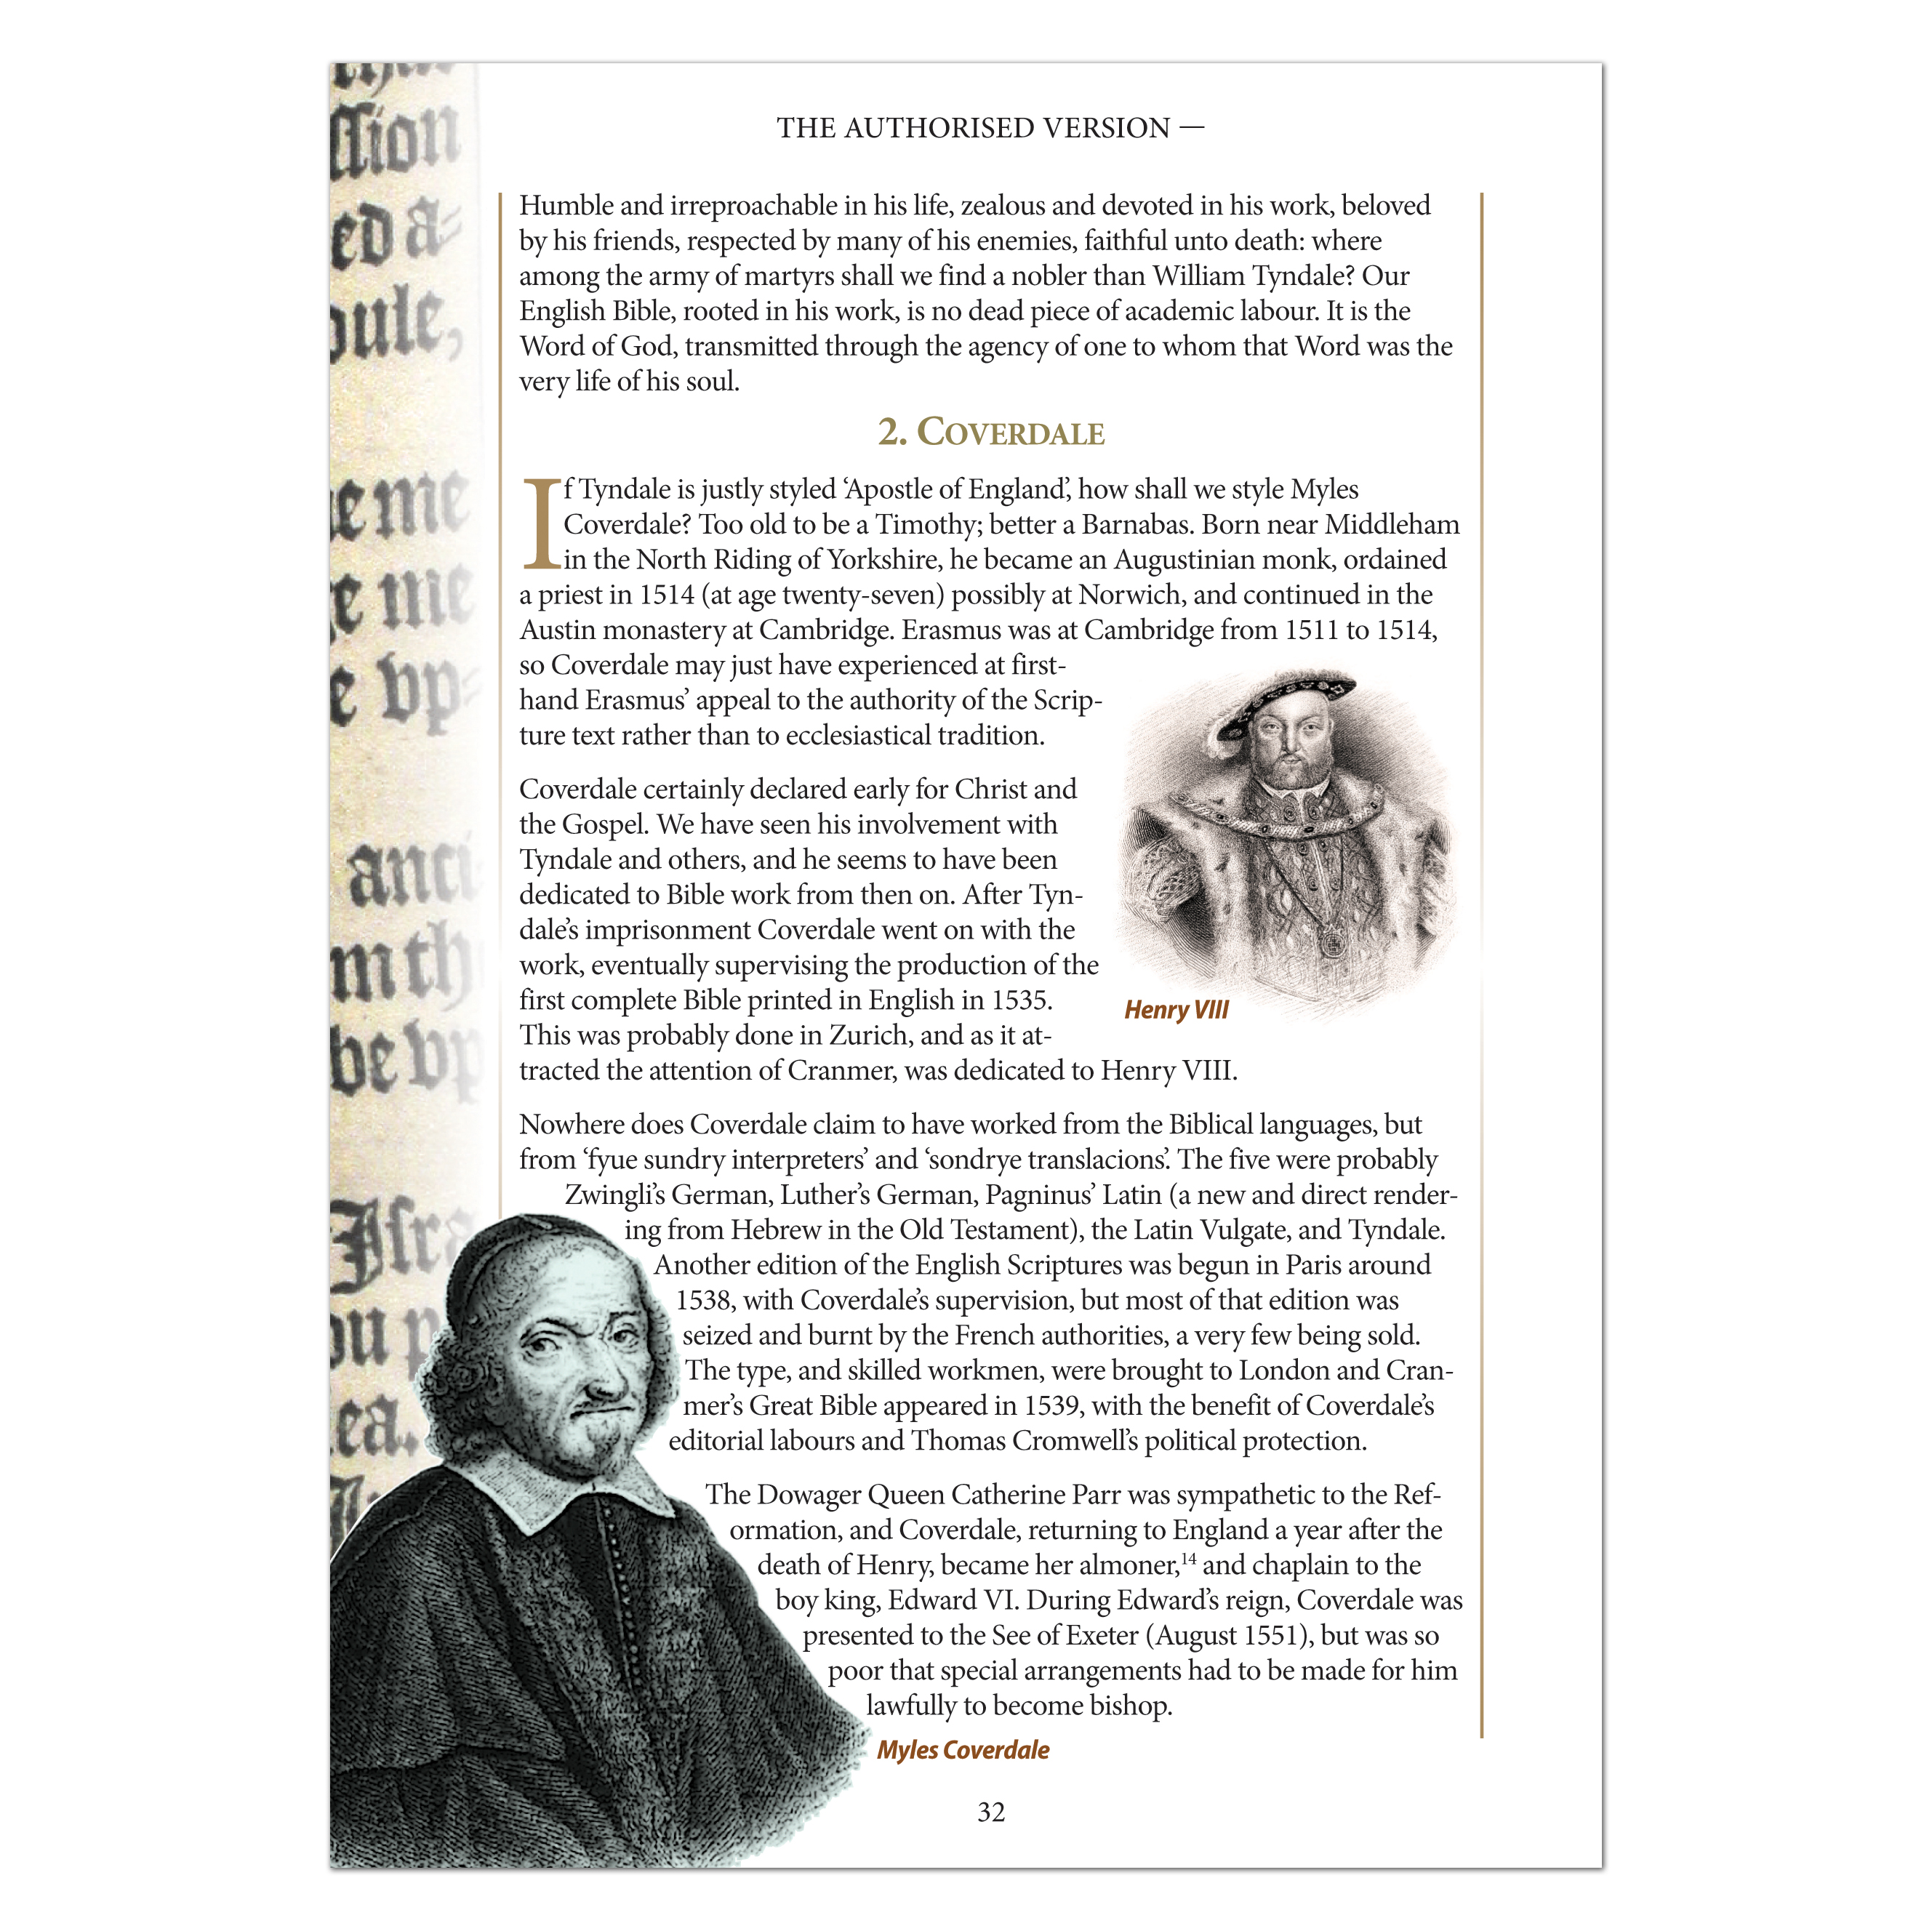 THE AUTHORISED VERSION —
Humble and irreproachable in his life, zealous and devoted in his work, beloved
by his friends, respected by many of his enemies, faithful unto death: where
among the army of martyrs shall we find a nobler than William Tyndale? Our
English Bible, rooted in his work, is no dead piece of academic labour. It is the
Word of God, transmitted through the agency of one to whom that Word was the
very life of his soul.
2. COVERDALE
If Tyndale is justly styled ‘Apostle of England’, how shall we style Myles
Coverdale? Too old to be a Timothy; better a Barnabas. Born near Middleham
in the North Riding of Yorkshire, he became an Augustinian monk, ordained
a priest in 1514 (at age twenty-seven) possibly at Norwich, and continued in the
Austin monastery at Cambridge. Erasmus was at Cambridge from 1511 to 1514,
so Coverdale may just have experienced at first-
hand Erasmus’ appeal to the authority of the Scrip-
ture text rather than to ecclesiastical tradition.
Coverdale certainly declared early for Christ and
the Gospel. We have seen his involvement with
Tyndale and others, and he seems to have been
dedicated to Bible work from then on. After Tyn-
dale’s imprisonment Coverdale went on with the
work, eventually supervising the production of the
first complete Bible printed in English in 1535.
This was probably done in Zurich, and as it at-
tracted the attention of Cranmer, was dedicated to Henry VIII.
Henry VIII
Nowhere does Coverdale claim to have worked from the Biblical languages, but
from ‘fyue sundry interpreters’ and ‘sondrye translacions’. The five were probably
Zwingli’s German, Luther’s German, Pagninus’ Latin (a new and direct render-
ing from Hebrew in the Old Testament), the Latin Vulgate, and Tyndale.
Another edition of the English Scriptures was begun in Paris around
1538, with Coverdale’s supervision, but most of that edition was
seized and burnt by the French authorities, a very few being sold.
The type, and skilled workmen, were brought to London and Cran-
mer’s Great Bible appeared in 1539, with the benefit of Coverdale’s
editorial labours and Thomas Cromwell’s political protection.
The Dowager Queen Catherine Parr was sympathetic to the Ref-
ormation, and Coverdale, returning to England a year after the
death of Henry, became her almoner,14 and chaplain to the
boy king, Edward VI. During Edward’s reign, Coverdale was
presented to the See of Exeter (August 1551), but was so
poor that special arrangements had to be made for him
lawfully to become bishop.
Myles Coverdale
32